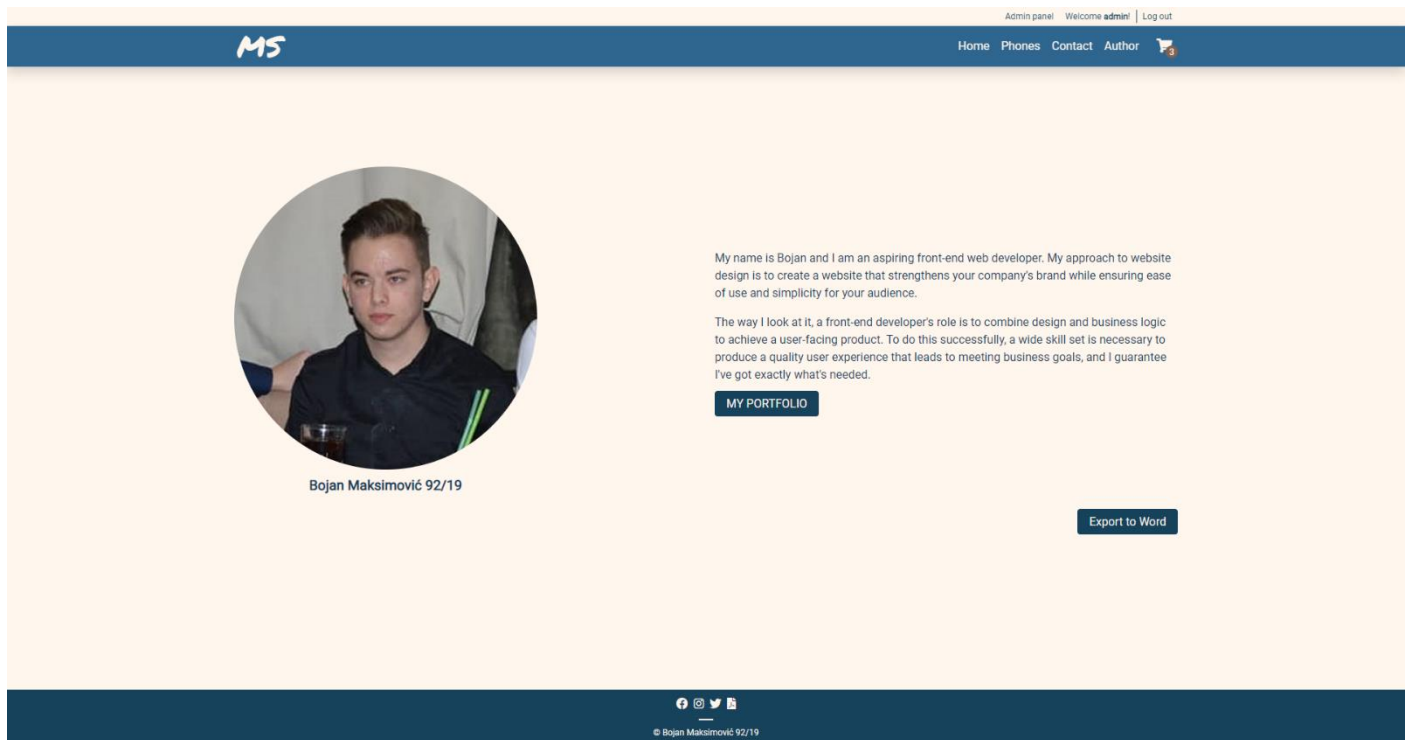 Admin panel Welcome admin! Log out
MS Home Phones Contact Author 3
My name is Bojan and I am an aspiring front-end web developer. My approach to website
design is to create a website that strengthens your company's brand while ensuring ease
of use and simplicity for your audience.
The way I look at it, a front-end developer's role is to combine design and business logic
to achieve a user-facing product. To do this successfully, a wide skill set is necessary to
produce a quality user experience that leads to meeting business goals, and I guarantee
I've got exactly what's needed.
MY PORTFOLIO
Bojan Maksimović 92/19
Export to Word
© Bojan Maksimović 92/19